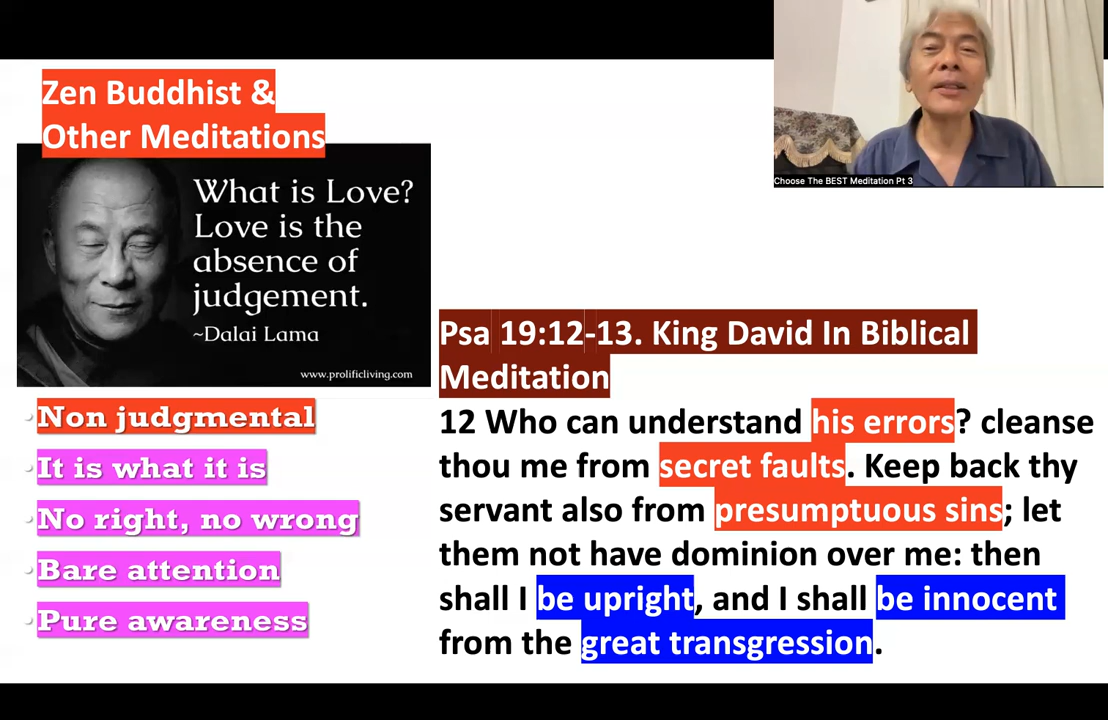 Zen Buddhist &
Other Meditations
What is Love?
Love is the
absence of
judgement.
~Dalai Lama
www.prolificliving.com
• Non judgmental
• It is what it is
• No right, no wrong
• Bare attention
• Pure awareness
Choose The BEST Meditation Pt 3
Psa 19:12-13. King David In Biblical
Meditation
12 Who can understand his errors? cleanse
thou me from secret faults. Keep back thy
servant also from presumptuous sins; let
them not have dominion over me: then
shall I be upright, and I shall be innocent
from the great transgression.